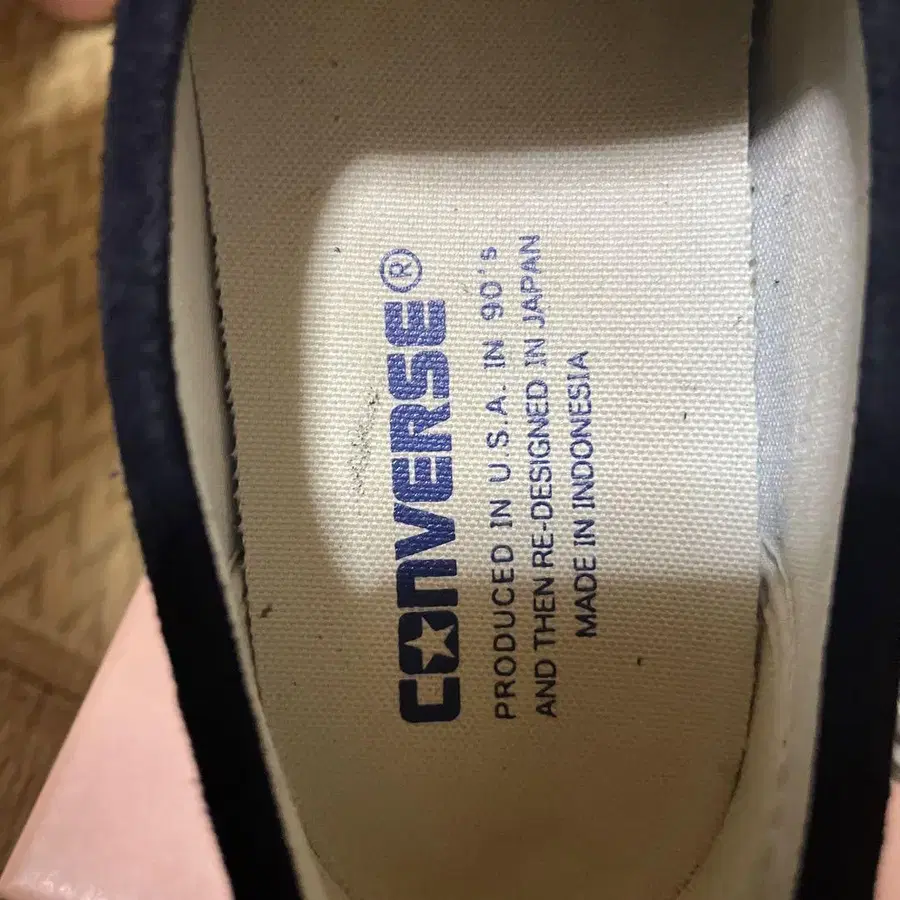 CONVERSE®
PRODUCED IN U.S.A. IN 90's
AND THEN RE-DESIGNED IN JAPAN
MADE IN INDONESIA